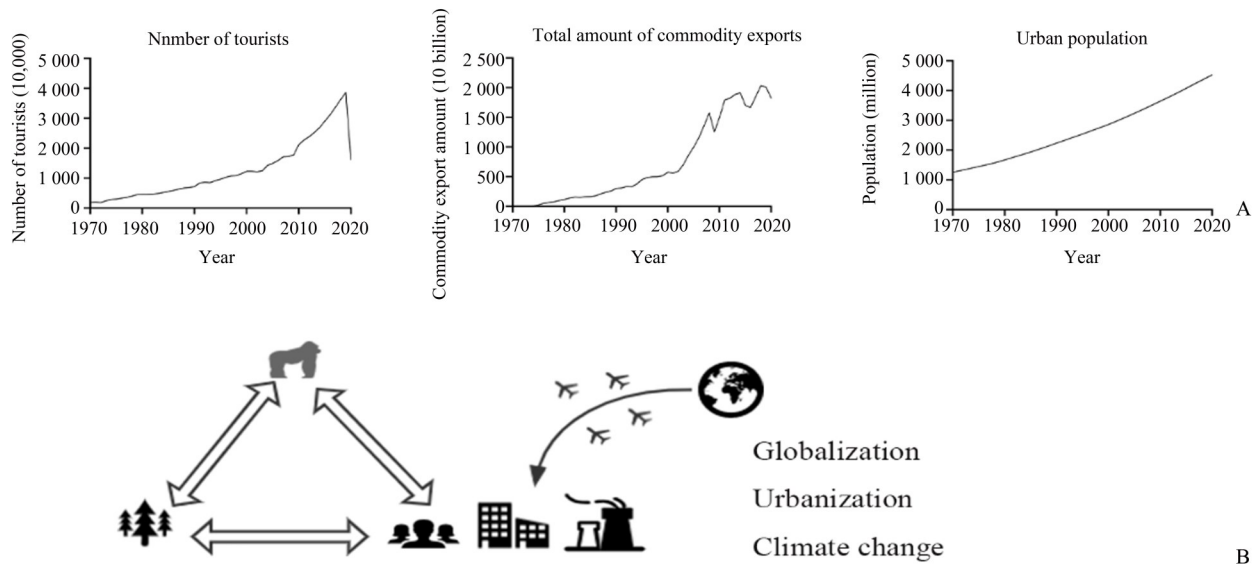 Nnmber of tourists
Number of tourists (10,000)
5 000
4 000
3 000
2 000
1 000
0
1970 1980 1990 2000 2010 2020
Year
Total amount of commodity exports
Commodity export amount (10 billion)
2 500
2 000
1 500
1 000
500
0
1970 1980 1990 2000 2010 2020
Year
Urban population
Population (million)
5 000
4 000
3 000
2 000
1 000
0
1970 1980 1990 2000 2010 2020
Year
A
Globalization
Urbanization
Climate change
B